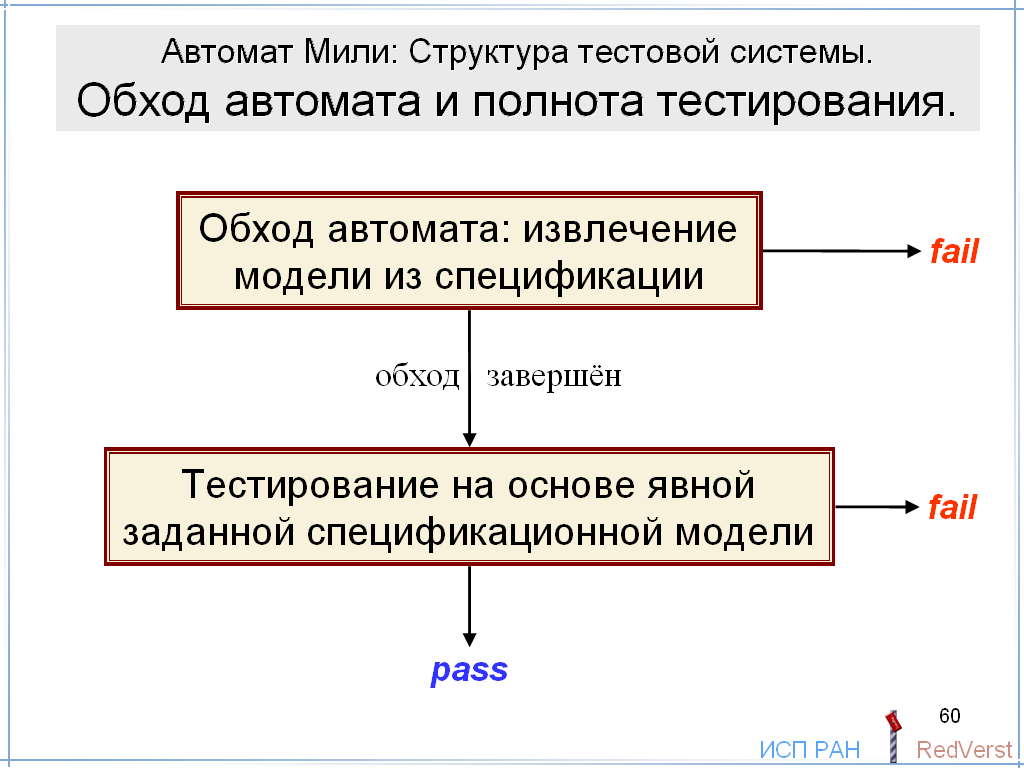 Автомат Мили: Структура тестовой системы.
Обход автомата и полнота тестирования.
Обход автомата: извлечение
модели из спецификации
fail
обход завершён
Тестирование на основе явной
заданной спецификационной модели
fail
pass
60
ИСП РАН
RedVerst